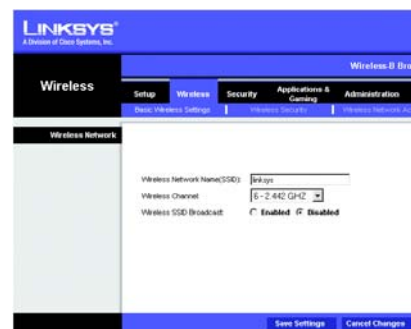 LINKSYS®
A Division of Cisco Systems, Inc.
Wireless-B Bro
Wireless
Setup Wireless Security Applications & Gaming Administration
Basic Wireless Settings Wireless Security Wireless Network Ac
Wireless Network
Wireless Network Name(SSID): linksys
Wireless Channel: 6 - 2.442 GHZ
Wireless SSID Broadcast: Enabled Disabled
Save Settings Cancel Changes